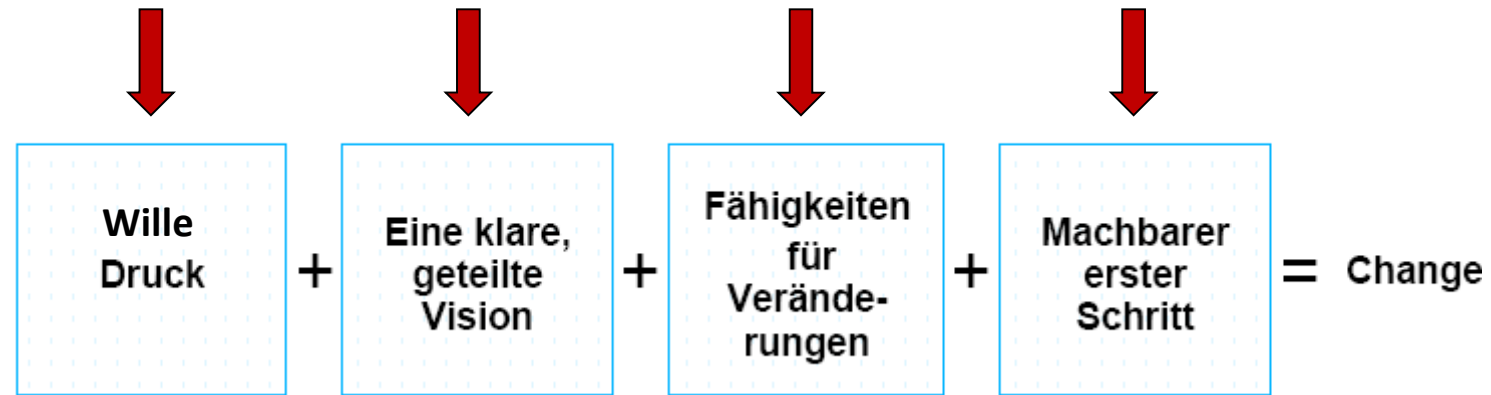 Wille
Druck
+
Eine klare,
geteilte
Vision
+
Fähigkeiten
für
Verände-
rungen
+
Machbarer
erster
Schritt
= Change